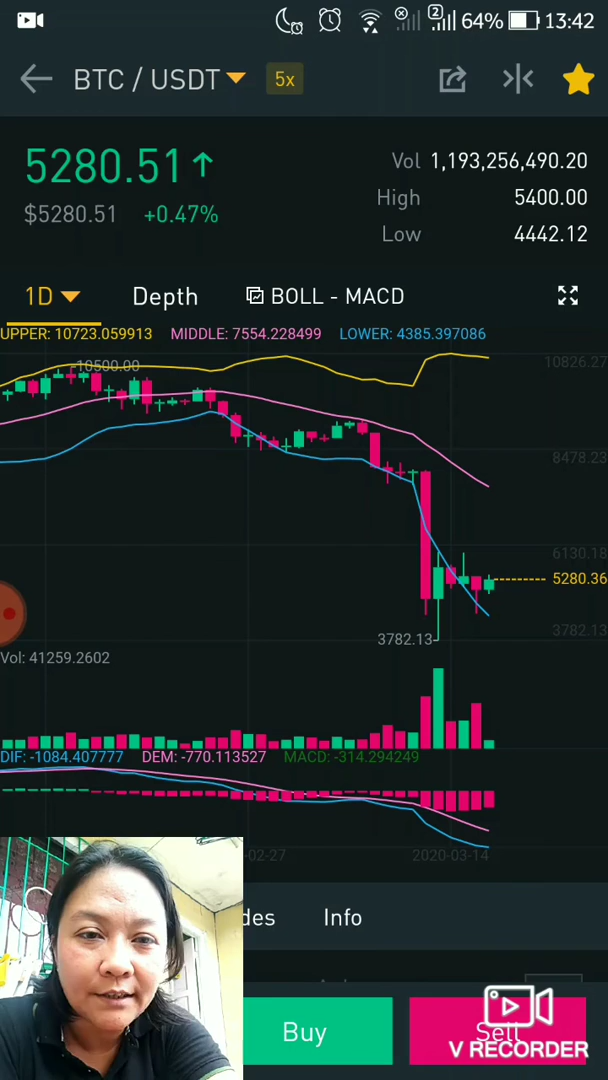 2 64% 13:42
BTC / USDT 5x
5280.51
$5280.51 +0.47%
Vol 1,193,256,490.20
High 5400.00
Low 4442.12
1D Depth BOLL - MACD
UPPER: 10723.059913 MIDDLE: 7554.228499 LOWER: 4385.397086
10500.00
10826.27
8478.23
6130.18
5280.36
3782.13
3782.13
Vol: 41259.2602
DIF: -1084.407777 DEM: -770.113527 MACD: -314.294249
02-27 2020-03-14
des Info
Buy Sell
V RECORDER